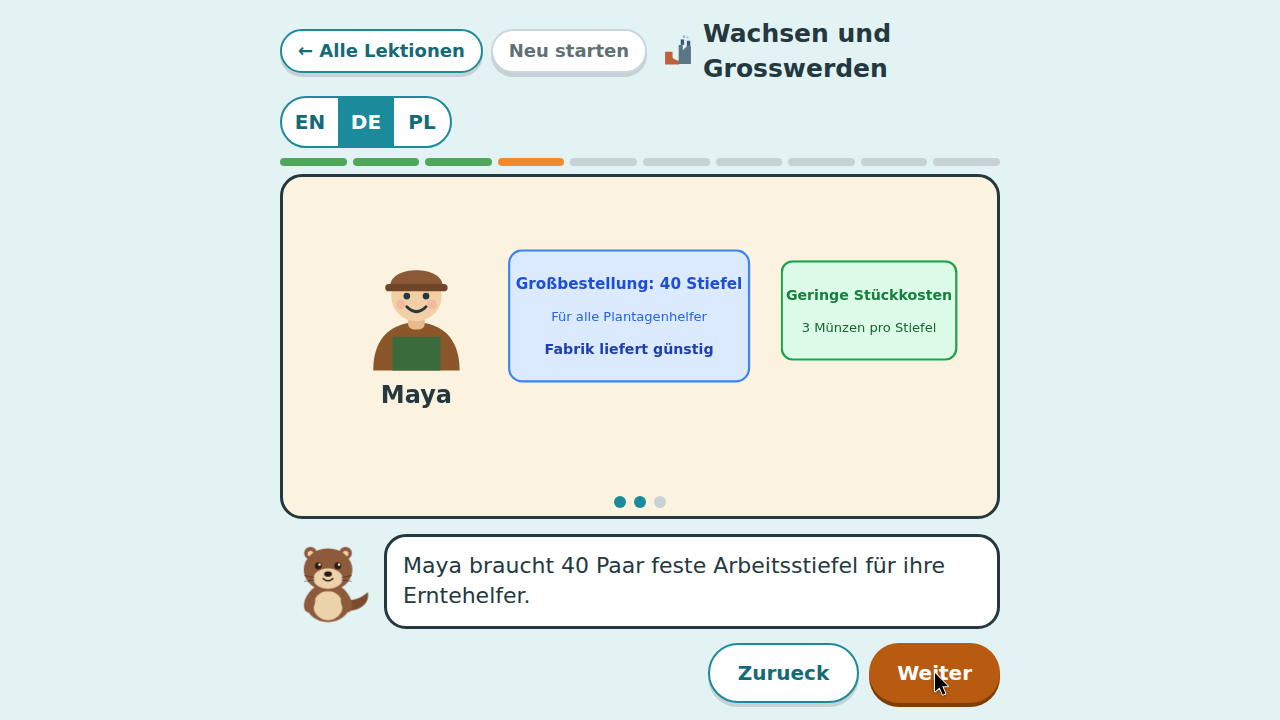 ← Alle Lektionen
Neu starten
Wachsen und
Grosswerden
EN DE PL
Großbestellung: 40 Stiefel
Für alle Plantagenhelfer
Fabrik liefert günstig
Geringe Stückkosten
3 Münzen pro Stiefel
Maya
Maya braucht 40 Paar feste Arbeitsstiefel für ihre
Erntehelfer.
Zurueck
Weiter